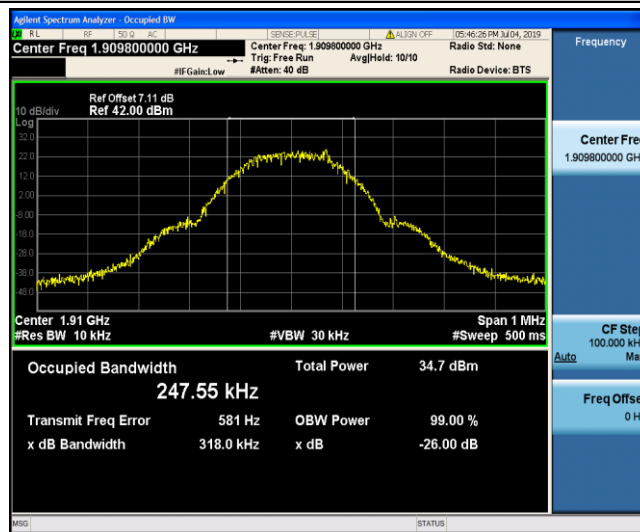 Agilent Spectrum Analyzer - Occupied BW
RL RF 50 Ω AC SENSE:PULSE ALIGN OFF 05:46:26 PM Jul 04, 2019
Center Freq 1.909800000 GHz Center Freq: 1.909800000 GHz Radio Std: None Frequency
Trig: Free Run Avg|Hold: 10/10
#IFGain:Low #Atten: 40 dB Radio Device: BTS
Ref Offset 7.11 dB
10 dB/div Ref 42.00 dBm
Log
32.0
22.0
12.0
2.00
-8.00
-18.0
-28.0
-38.0
-48.0
Center Fre
1.909800000 GH
Center 1.91 GHz Span 1 MHz
#Res BW 10 kHz #VBW 30 kHz #Sweep 500 ms
CF Step
100.000 kH
Auto Ma
Occupied Bandwidth Total Power 34.7 dBm
247.55 kHz
Freq Offse
0 H
Transmit Freq Error 581 Hz OBW Power 99.00 %
x dB Bandwidth 318.0 kHz x dB -26.00 dB
MSG STATUS